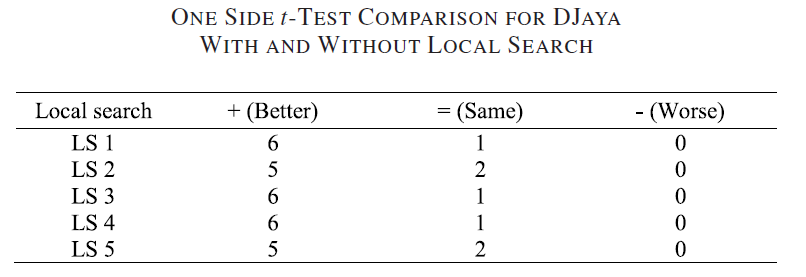 ONE SIDE t-TEST COMPARISON FOR DJAYA
WITH AND WITHOUT LOCAL SEARCH
Local search + (Better) = (Same) - (Worse)
LS 1 6 1 0
LS 2 5 2 0
LS 3 6 1 0
LS 4 6 1 0
LS 5 5 2 0